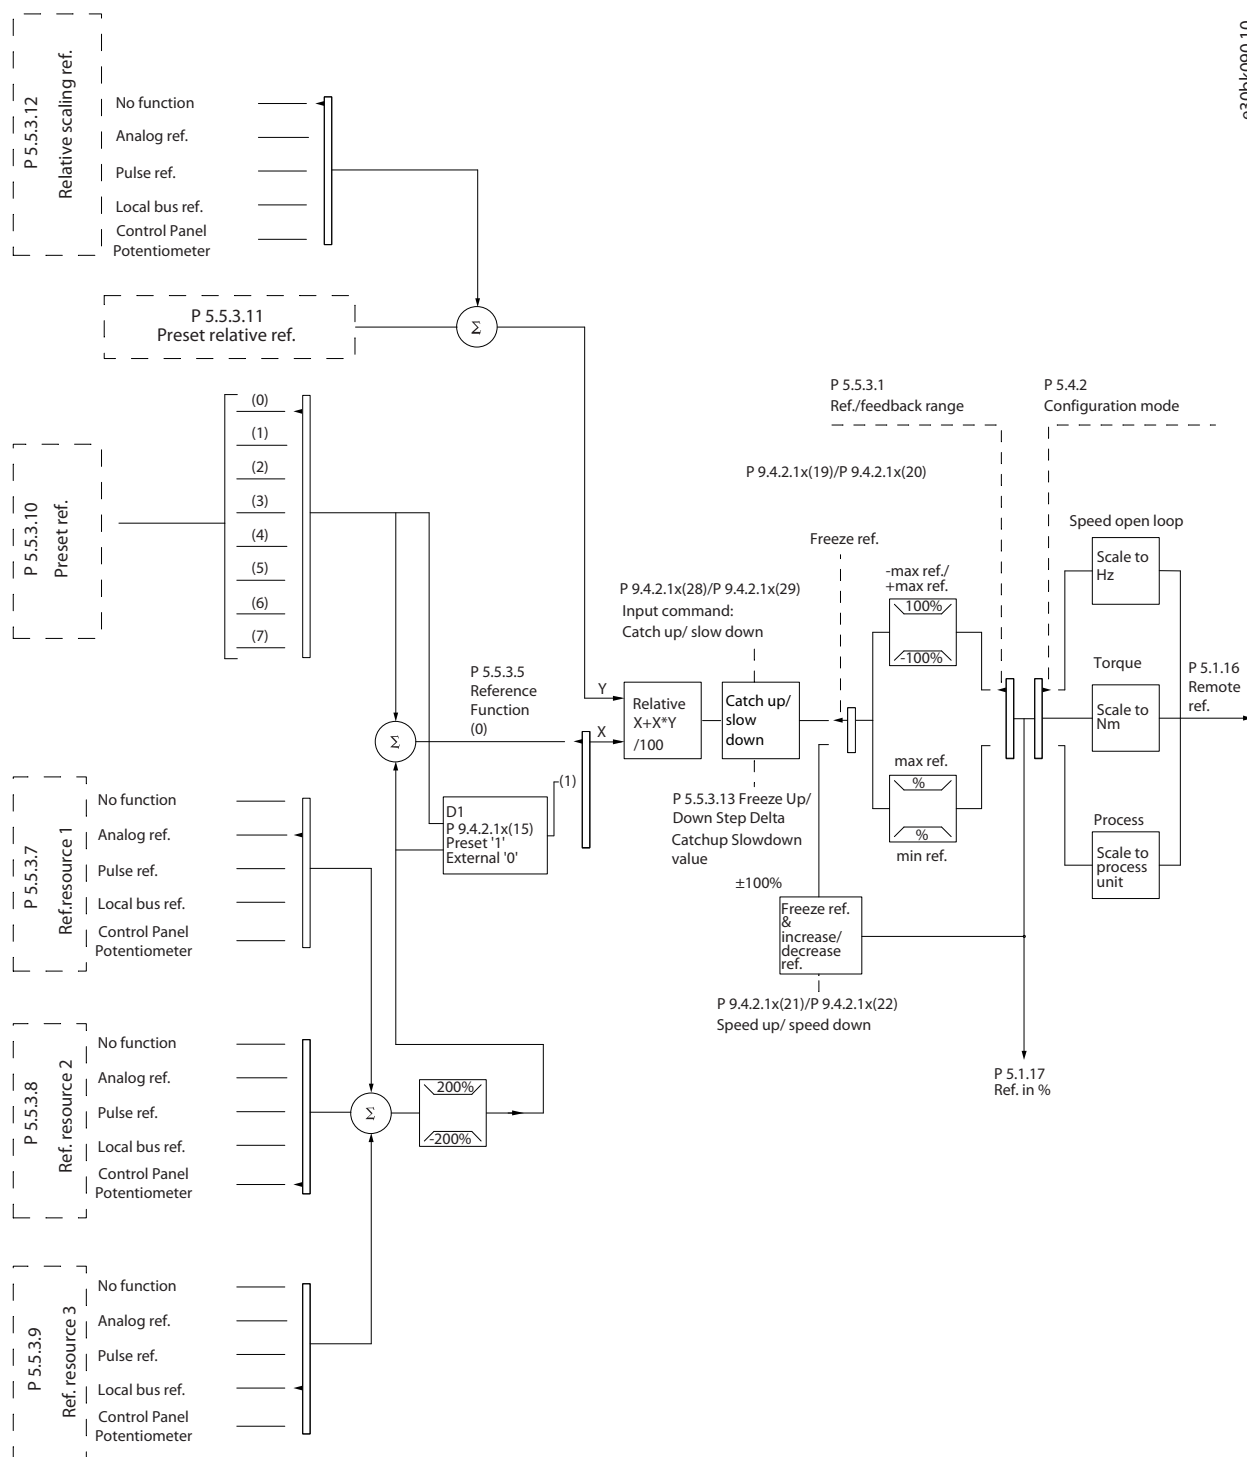 e30bk090.10
P 5.5.3.12
Relative scaling ref.
No function
Analog ref.
Pulse ref.
Local bus ref.
Control Panel
Potentiometer
P 5.5.3.11
Preset relative ref.
Σ
P 5.5.3.10
Preset ref.
(0)
(1)
(2)
(3)
(4)
(5)
(6)
(7)
P 5.5.3.5
Reference
Function
(0)
Σ
Y
X
(1)
D1
P 9.4.2.1x(15)
Preset '1'
External '0'
Relative
X+X*Y
/100
P 9.4.2.1x(28)/P 9.4.2.1x(29)
Input command:
Catch up/ slow down
Catch up/
slow
down
P 5.5.3.13 Freeze Up/
Down Step Delta
Catchup Slowdown
value
±100%
Freeze ref.
&
increase/
decrease
ref.
P 9.4.2.1x(21)/P 9.4.2.1x(22)
Speed up/ speed down
P 5.5.3.1
Ref./feedback range
P 9.4.2.1x(19)/P 9.4.2.1x(20)
Freeze ref.
-max ref./
+max ref.
100%
-100%
max ref.
%
%
min ref.
P 5.4.2
Configuration mode
Speed open loop
Scale to
Hz
Torque
Scale to
Nm
Process
Scale to
process
unit
P 5.1.16
Remote
ref.
P 5.1.17
Ref. in %
P 5.5.3.7
Ref.resource 1
No function
Analog ref.
Pulse ref.
Local bus ref.
Control Panel
Potentiometer
P 5.5.3.8
Ref. resource 2
No function
Analog ref.
Pulse ref.
Local bus ref.
Control Panel
Potentiometer
Σ
200%
-200%
P 5.5.3.9
Ref. resource 3
No function
Analog ref.
Pulse ref.
Local bus ref.
Control Panel
Potentiometer